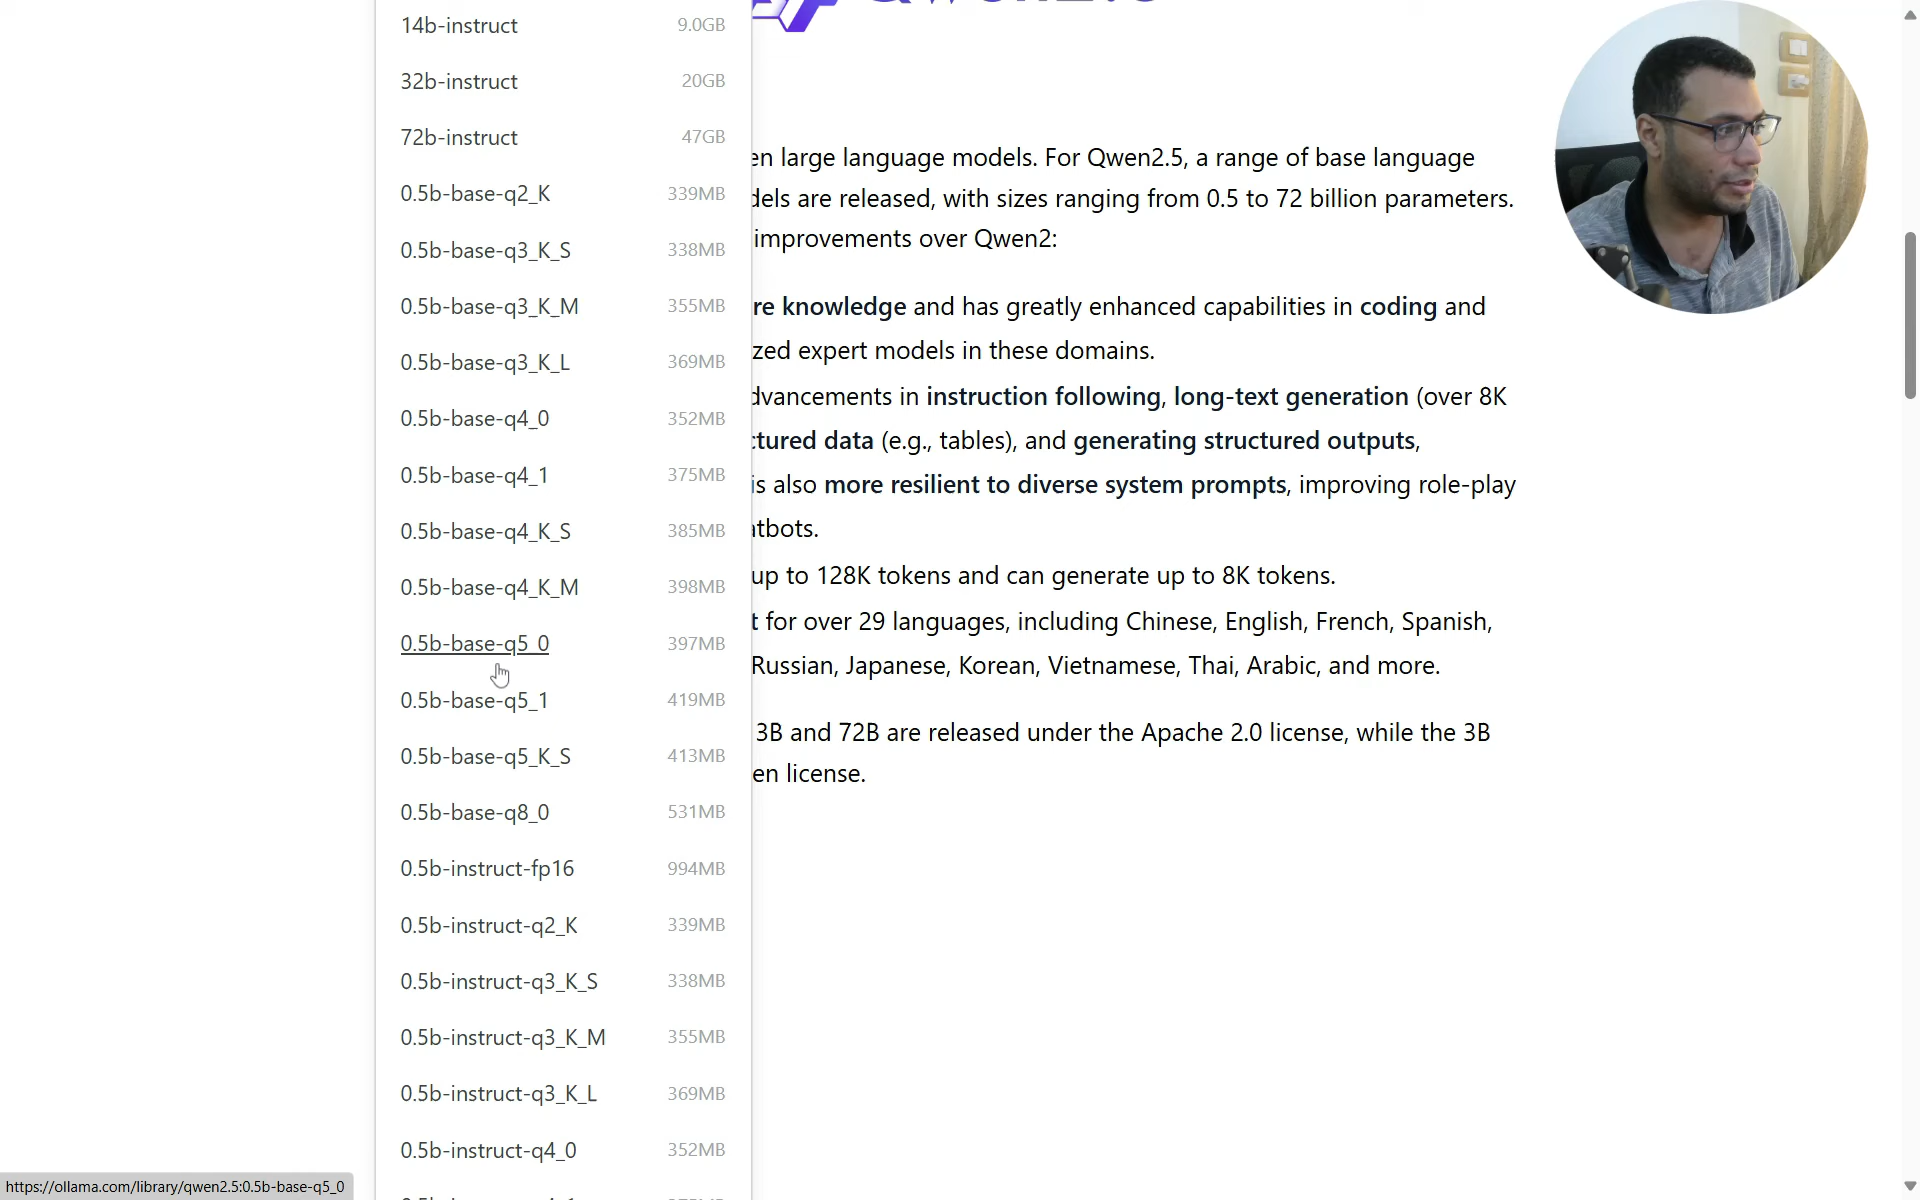 14b-instruct 9.0GB
32b-instruct 20GB
72b-instruct 47GB
0.5b-base-q2_K 339MB
0.5b-base-q3_K_S 338MB
0.5b-base-q3_K_M 355MB
0.5b-base-q3_K_L 369MB
0.5b-base-q4_0 352MB
0.5b-base-q4_1 375MB
0.5b-base-q4_K_S 385MB
0.5b-base-q4_K_M 398MB
0.5b-base-q5_0 397MB
0.5b-base-q5_1 419MB
0.5b-base-q5_K_S 413MB
0.5b-base-q8_0 531MB
0.5b-instruct-fp16 994MB
0.5b-instruct-q2_K 339MB
0.5b-instruct-q3_K_S 338MB
0.5b-instruct-q3_K_M 355MB
0.5b-instruct-q3_K_L 369MB
0.5b-instruct-q4_0 352MB
en large language models. For Qwen2.5, a range of base language
dels are released, with sizes ranging from 0.5 to 72 billion parameters.
improvements over Qwen2:
re knowledge and has greatly enhanced capabilities in coding and
zed expert models in these domains.
dvancements in instruction following, long-text generation (over 8K
ctured data (e.g., tables), and generating structured outputs,
is also more resilient to diverse system prompts, improving role-play
atbots.
up to 128K tokens and can generate up to 8K tokens.
t for over 29 languages, including Chinese, English, French, Spanish,
Russian, Japanese, Korean, Vietnamese, Thai, Arabic, and more.
3B and 72B are released under the Apache 2.0 license, while the 3B
en license.
https://ollama.com/library/qwen2.5:0.5b-base-q5_0